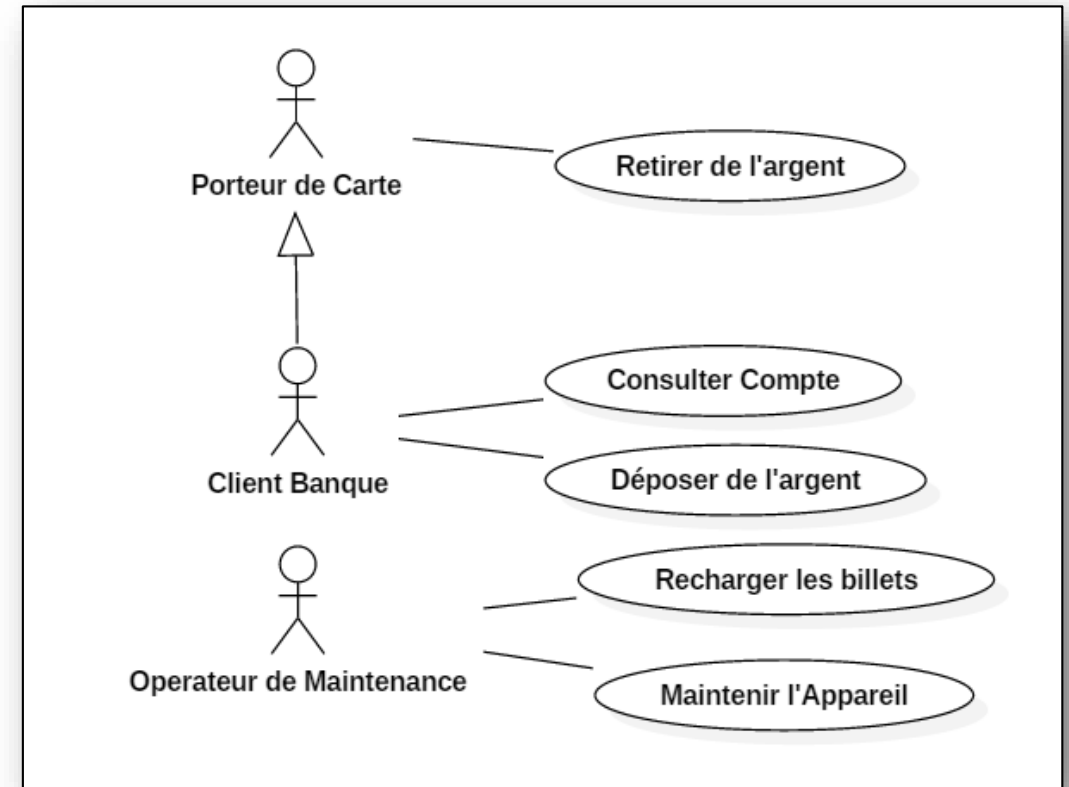 Porteur de Carte
Retirer de l'argent
Client Banque
Consulter Compte
Déposer de l'argent
Operateur de Maintenance
Recharger les billets
Maintenir l'Appareil